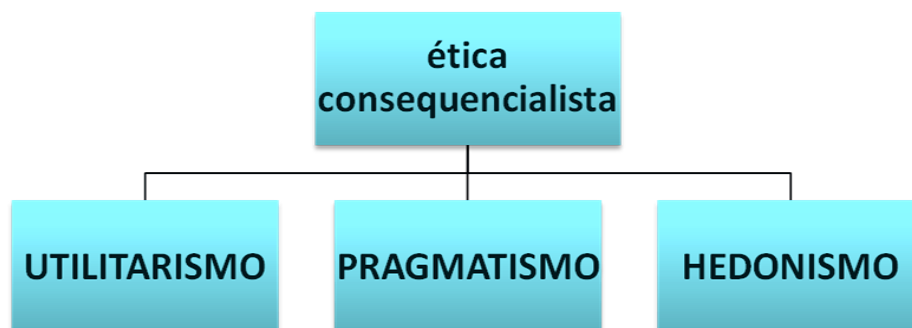 ética
consequencialista
UTILITARISMO
PRAGMATISMO
HEDONISMO